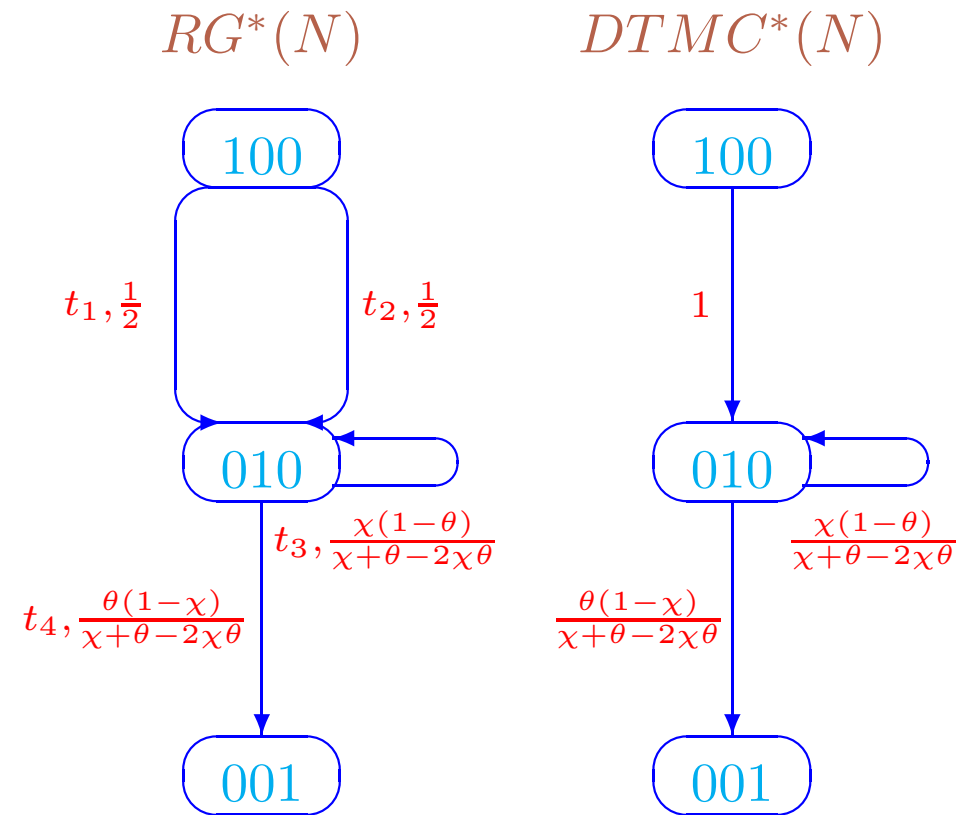 RG*(N)
DTMC*(N)
100
100
t₁, 1/2
t₂, 1/2
1
010
010
t₃, χ(1−θ)/(χ+θ−2χθ)
χ(1−θ)/(χ+θ−2χθ)
t₄, θ(1−χ)/(χ+θ−2χθ)
θ(1−χ)/(χ+θ−2χθ)
001
001